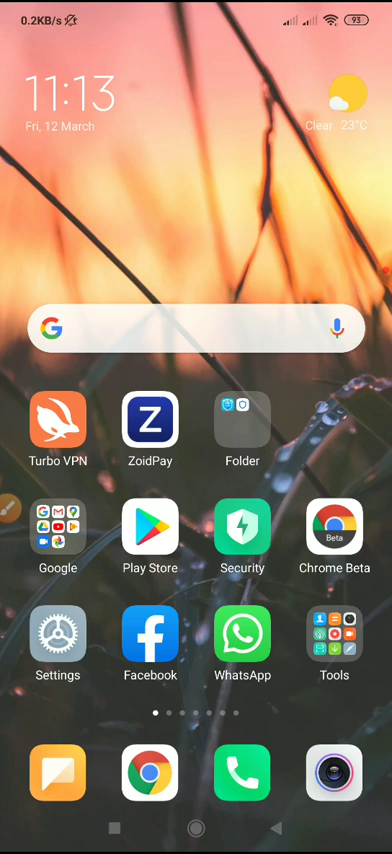 0.2KB/s 93
11:13
Fri, 12 March
Clear 23°C
Turbo VPN
ZoidPay
Folder
Google
Play Store
Security
Beta
Chrome Beta
Settings
Facebook
WhatsApp
Tools